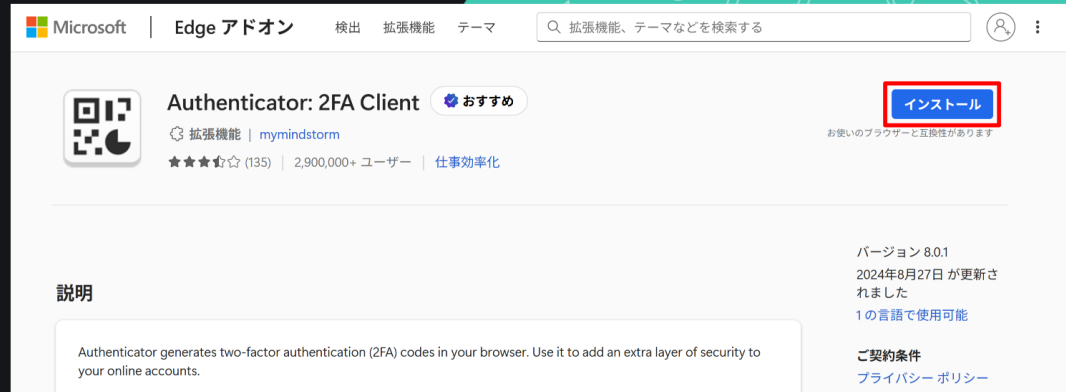 Microsoft | Edge アドオン 検出 拡張機能 テーマ 拡張機能、テーマなどを検索する
Authenticator: 2FA Client おすすめ
インストール
お使いのブラウザーと互換性があります
拡張機能 | mymindstorm
(135) | 2,900,000+ ユーザー | 仕事効率化
バージョン 8.0.1
2024年8月27日 が更新さ
れました
1 の言語で使用可能
説明
Authenticator generates two-factor authentication (2FA) codes in your browser. Use it to add an extra layer of security to
your online accounts.
ご契約条件
プライバシー ポリシー